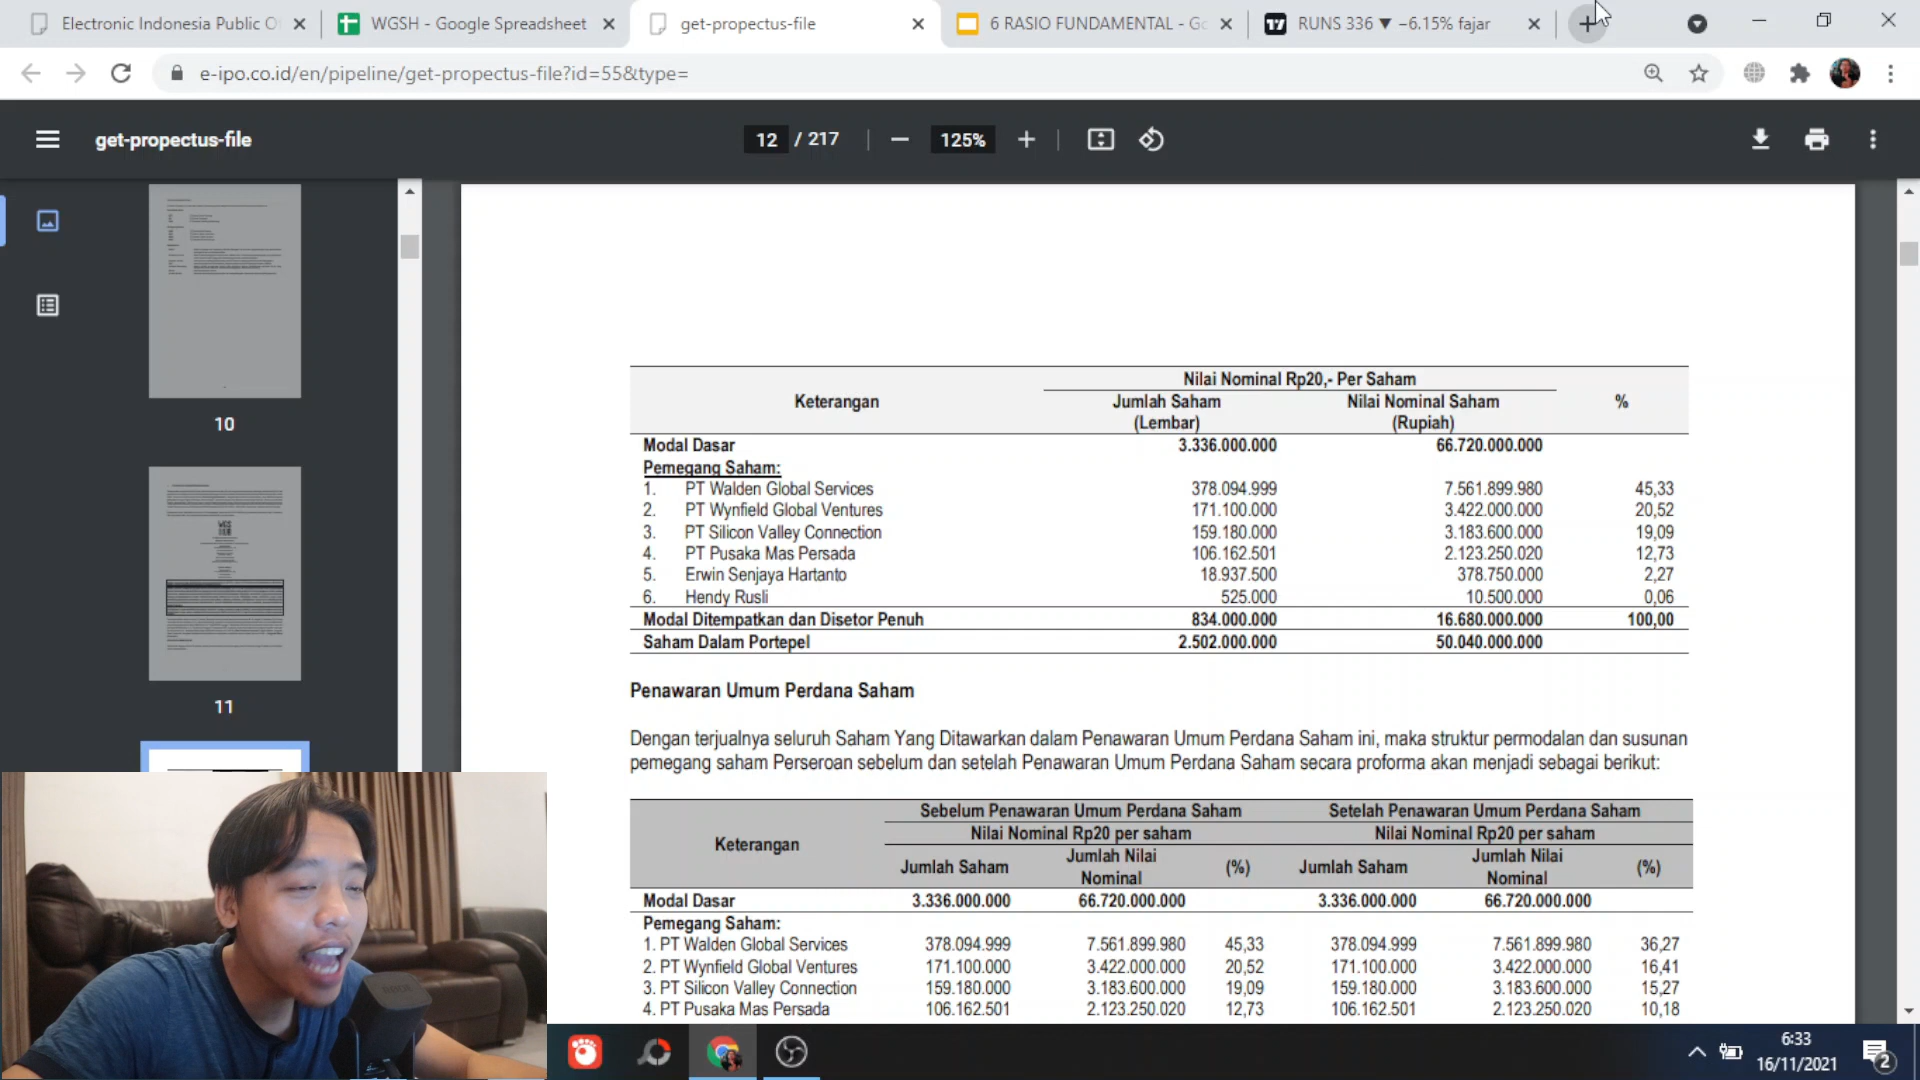 Electronic Indonesia Public O
WGSH - Google Spreadsheet
get-propectus-file
6 RASIO FUNDAMENTAL - Go
RUNS 336 ▼ −6.15% fajar
e-ipo.co.id/en/pipeline/get-propectus-file?id=55&type=
get-propectus-file
12 / 217
125%
10
11
Keterangan
Nilai Nominal Rp20,- Per Saham
%
Jumlah Saham (Lembar)
Nilai Nominal Saham (Rupiah)
Modal Dasar 3.336.000.000 66.720.000.000
Pemegang Saham:
1. PT Walden Global Services 378.094.999 7.561.899.980 45,33
2. PT Wynfield Global Ventures 171.100.000 3.422.000.000 20,52
3. PT Silicon Valley Connection 159.180.000 3.183.600.000 19,09
4. PT Pusaka Mas Persada 106.162.501 2.123.250.020 12,73
5. Erwin Senjaya Hartanto 18.937.500 378.750.000 2,27
6. Hendy Rusli 525.000 10.500.000 0,06
Modal Ditempatkan dan Disetor Penuh 834.000.000 16.680.000.000 100,00
Saham Dalam Portepel 2.502.000.000 50.040.000.000
Penawaran Umum Perdana Saham
Dengan terjualnya seluruh Saham Yang Ditawarkan dalam Penawaran Umum Perdana Saham ini, maka struktur permodalan dan susunan
pemegang saham Perseroan sebelum dan setelah Penawaran Umum Perdana Saham secara proforma akan menjadi sebagai berikut:
Keterangan
Sebelum Penawaran Umum Perdana Saham Setelah Penawaran Umum Perdana Saham
Nilai Nominal Rp20 per saham Nilai Nominal Rp20 per saham
Jumlah Saham Jumlah Nilai Nominal (%) Jumlah Saham Jumlah Nilai Nominal (%)
Modal Dasar 3.336.000.000 66.720.000.000 3.336.000.000 66.720.000.000
Pemegang Saham:
1. PT Walden Global Services 378.094.999 7.561.899.980 45,33 378.094.999 7.561.899.980 36,27
2. PT Wynfield Global Ventures 171.100.000 3.422.000.000 20,52 171.100.000 3.422.000.000 16,41
3. PT Silicon Valley Connection 159.180.000 3.183.600.000 19,09 159.180.000 3.183.600.000 15,27
4. PT Pusaka Mas Persada 106.162.501 2.123.250.020 12,73 106.162.501 2.123.250.020 10,18
6:33
16/11/2021
2